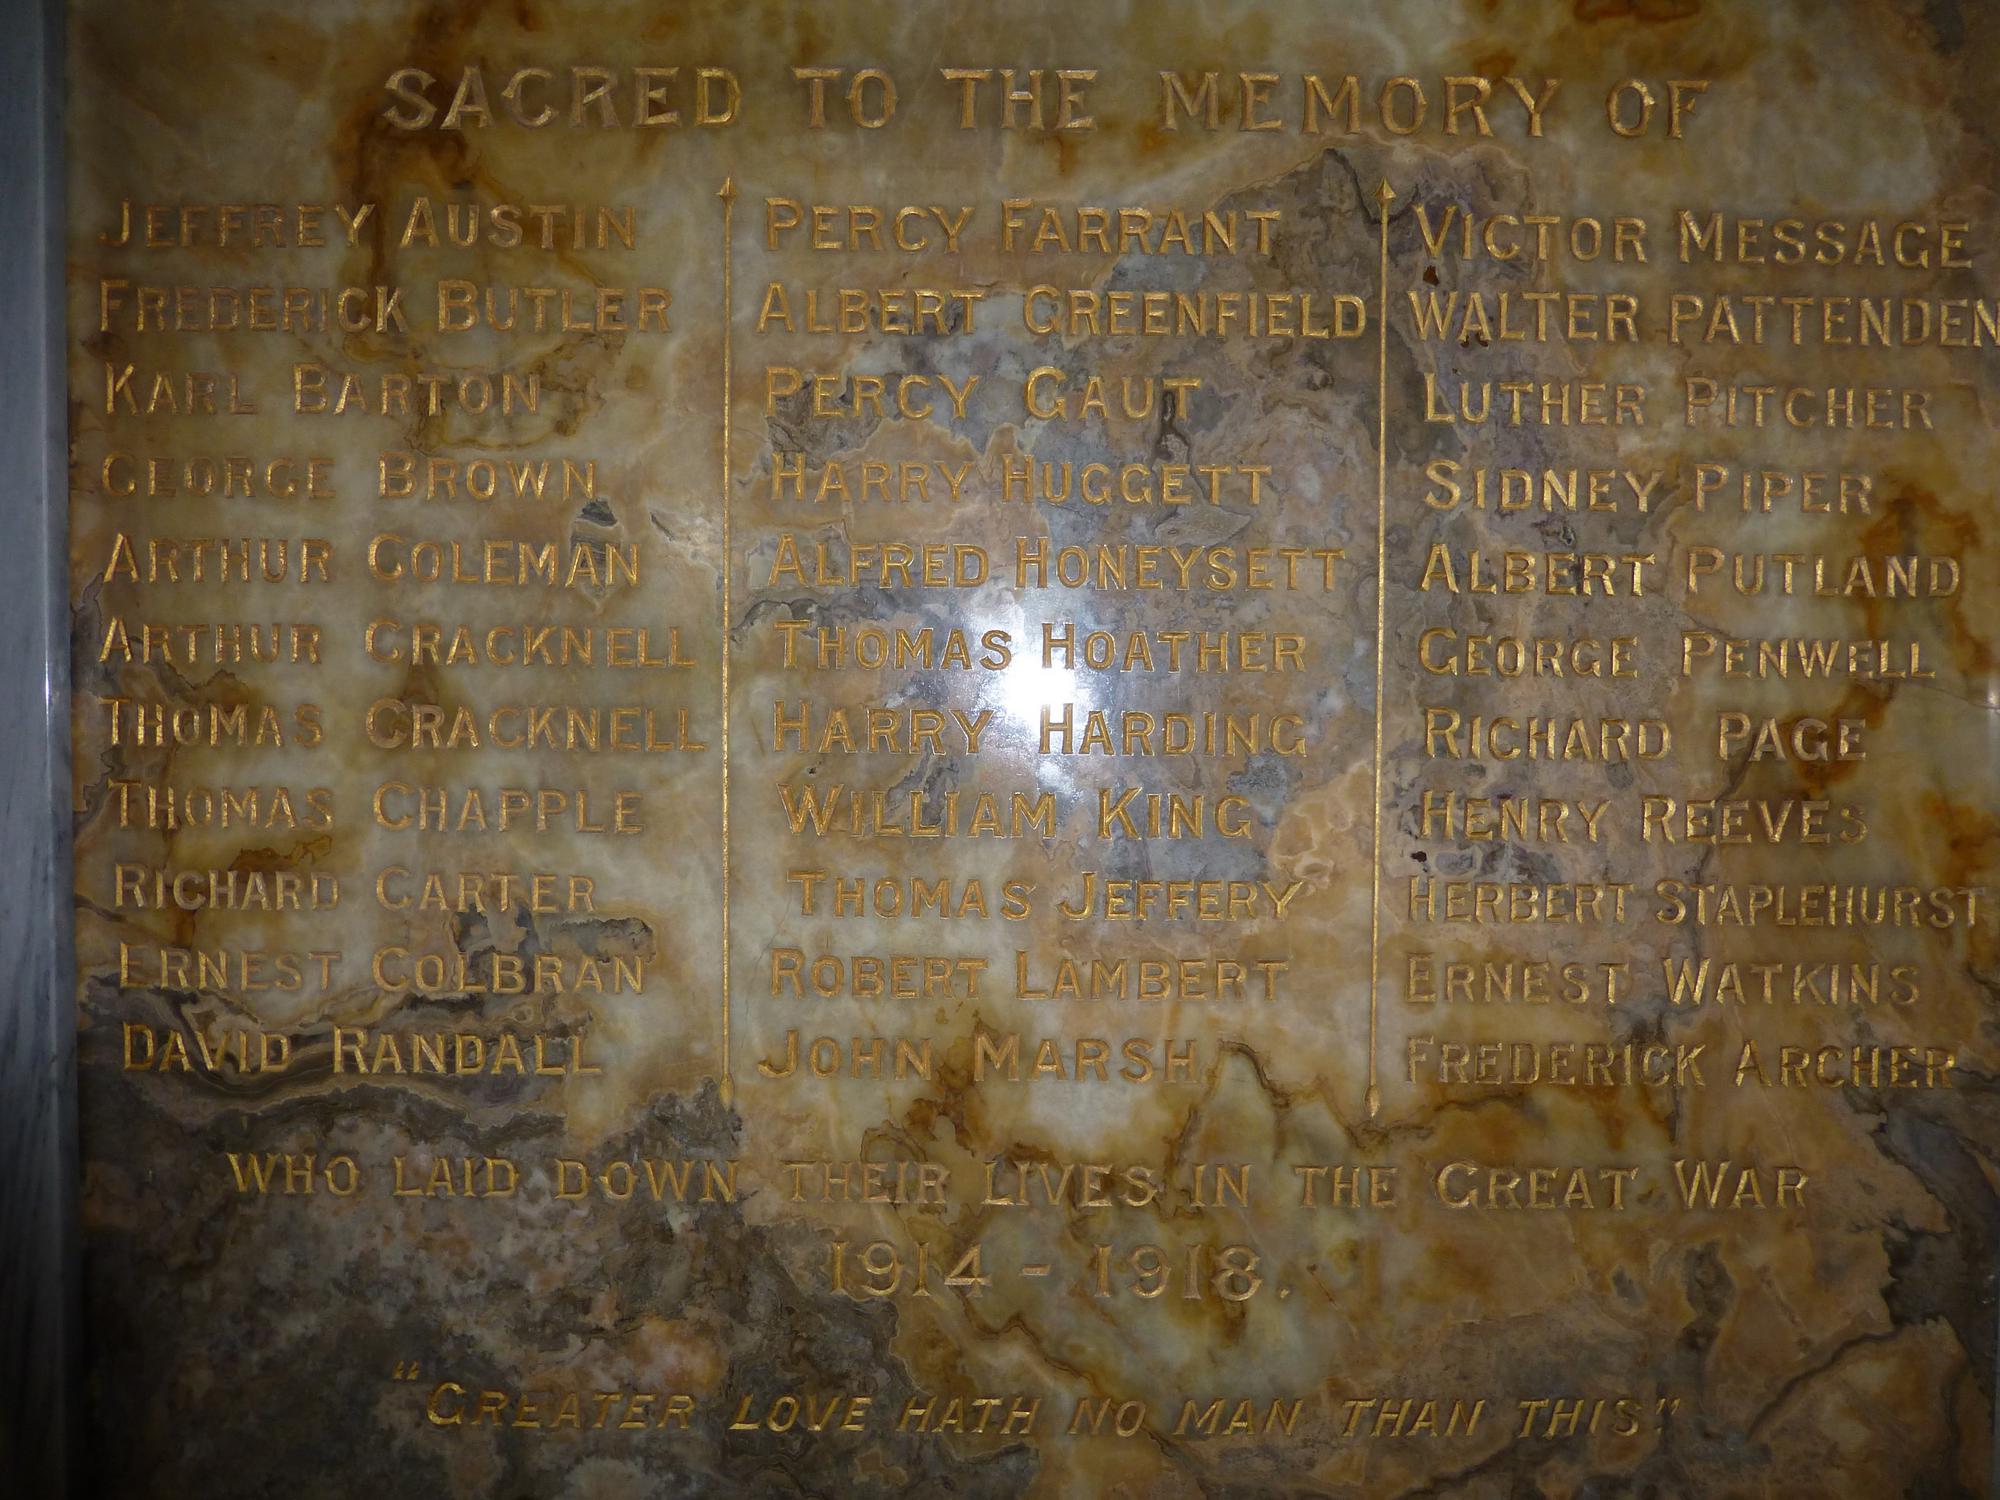 SACRED TO THE MEMORY OF
JEFFREY AUSTIN
FREDERICK BUTLER
KARL BARTON
GEORGE BROWN
ARTHUR COLEMAN
ARTHUR CRACKNELL
THOMAS CRACKNELL
THOMAS CHAPPLE
RICHARD CARTER
ERNEST COLBRAN
DAVID RANDALL
PERCY FARRANT
ALBERT GREENFIELD
PERCY GAUT
HARRY HUGGETT
ALFRED HONEYSETT
THOMAS HOATHER
HARRY HARDING
WILLIAM KING
THOMAS JEFFERY
ROBERT LAMBERT
JOHN MARSH
VICTOR MESSAGE
WALTER PATTENDEN
LUTHER PITCHER
SIDNEY PIPER
ALBERT PUTLAND
GEORGE PENWELL
RICHARD PAGE
HENRY REEVES
HERBERT STAPLEHURST
ERNEST WATKINS
FREDERICK ARCHER
WHO LAID DOWN THEIR LIVES IN THE GREAT WAR
1914 - 1918.
"GREATER LOVE HATH NO MAN THAN THIS"